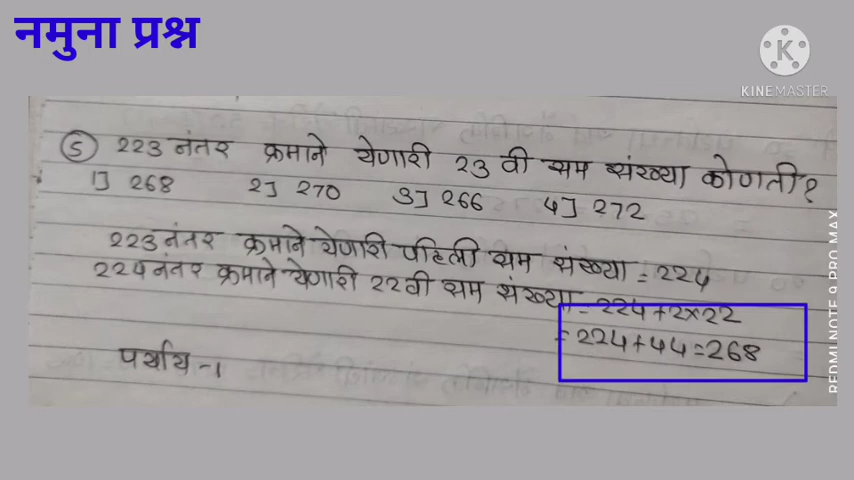 नमुना प्रश्न
K
KINEMASTER
5 223 नंतर क्रमाने येणारी 23 वी सम संख्या कोणती?
1] 268 2] 270 3] 266 4] 272
223 नंतर क्रमाने येणारी पहिली सम संख्या = 224
224 नंतर क्रमाने येणारी 22 वी सम संख्या = 224+2×22
= 224+44=268
पर्याय -1
REDMI NOTE 9 PRO MAX